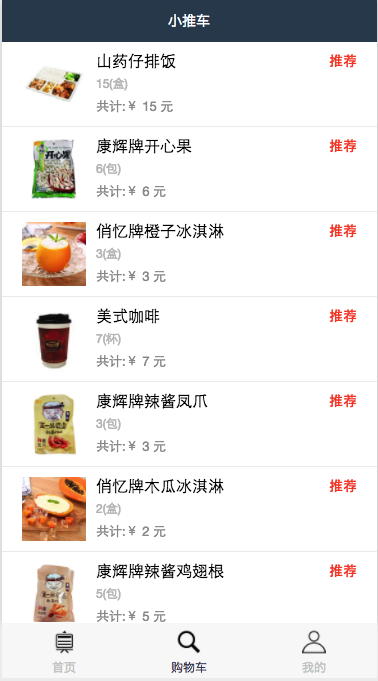 小推车
山药仔排饭
推荐
15(盒)
共计:¥ 15 元
康辉牌开心果
推荐
6(包)
共计:¥ 6 元
俏忆牌橙子冰淇淋
推荐
3(盒)
共计:¥ 3 元
美式咖啡
推荐
7(杯)
共计:¥ 7 元
康辉牌辣酱凤爪
推荐
3(包)
共计:¥ 3 元
俏忆牌木瓜冰淇淋
推荐
2(盒)
共计:¥ 2 元
康辉牌辣酱鸡翅根
推荐
5(包)
共计:¥ 5 元
首页
购物车
我的